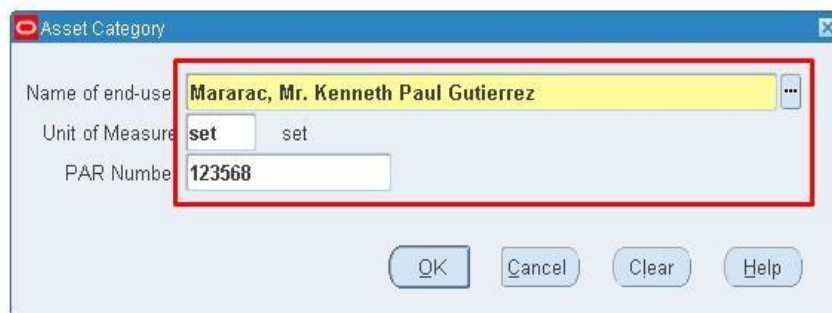 Asset Category
Name of end-use Mararac, Mr. Kenneth Paul Gutierrez ...
Unit of Measure set set
PAR Numbe 123568
OK Cancel Clear Help